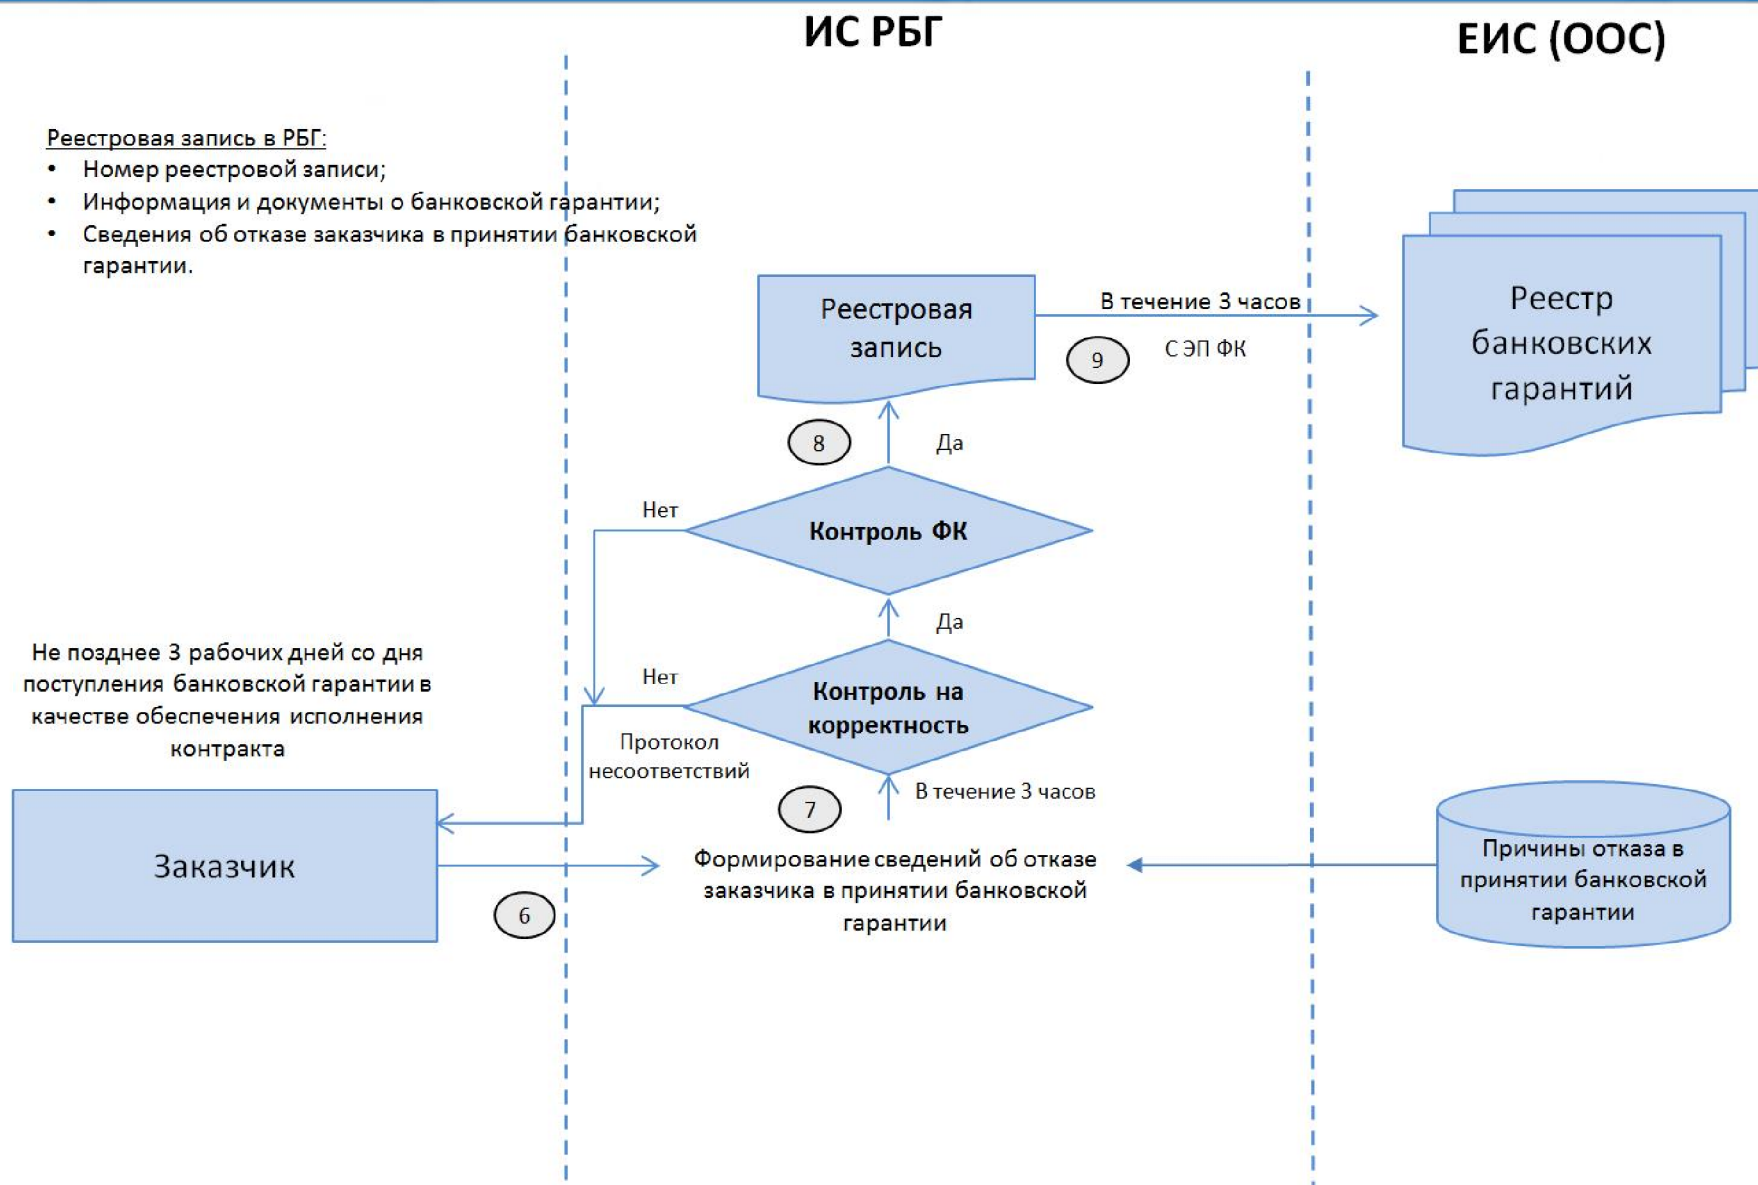 ИС РБГ
ЕИС (ООС)
Реестровая запись в РБГ:
• Номер реестровой записи;
• Информация и документы о банковской гарантии;
• Сведения об отказе заказчика в принятии банковской
гарантии.
Реестровая
запись
В течение 3 часов
9
С ЭП ФК
Реестр
банковских
гарантий
8
Да
Нет
Контроль ФК
Да
Нет
Контроль на
корректность
Не позднее 3 рабочих дней со дня
поступления банковской гарантии в
качестве обеспечения исполнения
контракта
Протокол
несоответствий
7
В течение 3 часов
Заказчик
6
Формирование сведений об отказе
заказчика в принятии банковской
гарантии
Причины отказа в
принятии банковской
гарантии